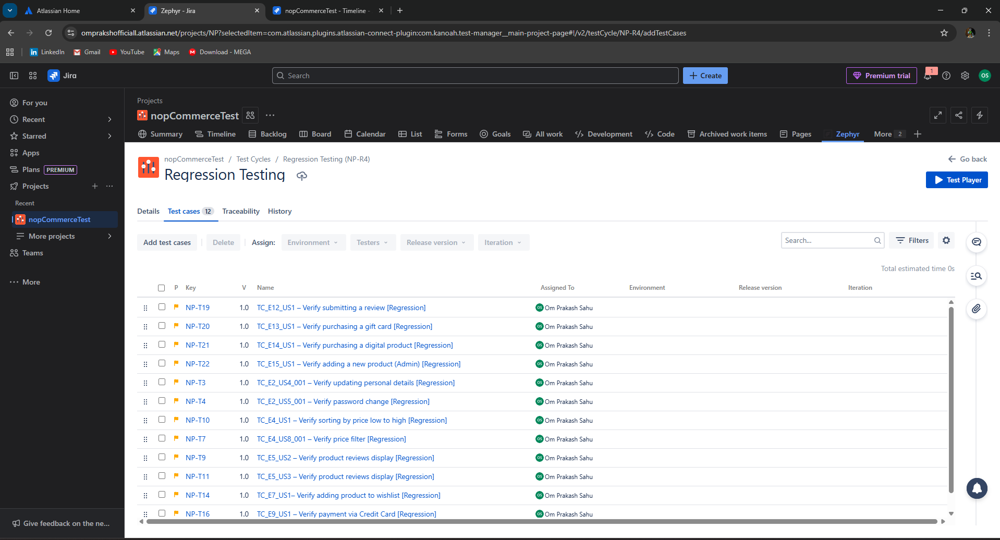 Atlassian Home
Zephyr - Jira
nopCommerceTest - Timeline -
omprakshofficiall.atlassian.net/projects/NP?selectedItem=com.atlassian.plugins.atlassian-connect-plugin:com.kanoah.test-manager__main-project-page#!/v2/testCycle/NP-R4/addTestCases
LinkedIn Gmail YouTube Maps Download - MEGA
Jira
Search
Create
Premium trial
1
OS
For you
Recent
Starred
Apps
Plans PREMIUM
Projects
Recent
nopCommerceTest
More projects
Teams
More
Give feedback on the ne...
Projects
nopCommerceTest
Summary Timeline Backlog Board Calendar List Forms Goals All work Development Code Archived work items Pages Zephyr More 2
nopCommerceTest / Test Cycles / Regression Testing (NP-R4)
Go back
Regression Testing
Test Player
Details Test cases 12 Traceability History
Add test cases Delete Assign: Environment Testers Release version Iteration Search... Filters
Total estimated time 0s
P Key V Name Assigned To Environment Release version Iteration
NP-T19 1.0 TC_E12_US1 – Verify submitting a review [Regression] OS Om Prakash Sahu
NP-T20 1.0 TC_E13_US1 – Verify purchasing a gift card [Regression] OS Om Prakash Sahu
NP-T21 1.0 TC_E14_US1 – Verify purchasing a digital product [Regression] OS Om Prakash Sahu
NP-T22 1.0 TC_E15_US1 – Verify adding a new product (Admin) [Regression] OS Om Prakash Sahu
NP-T3 1.0 TC_E2_US4_001 – Verify updating personal details [Regression] OS Om Prakash Sahu
NP-T4 1.0 TC_E2_US5_001 – Verify password change [Regression] OS Om Prakash Sahu
NP-T10 1.0 TC_E4_US1 – Verify sorting by price low to high [Regression] OS Om Prakash Sahu
NP-T7 1.0 TC_E4_US8_001 – Verify price filter [Regression] OS Om Prakash Sahu
NP-T9 1.0 TC_E5_US2 – Verify product reviews display [Regression] OS Om Prakash Sahu
NP-T11 1.0 TC_E5_US3 – Verify product reviews display [Regression] OS Om Prakash Sahu
NP-T14 1.0 TC_E7_US1– Verify adding product to wishlist [Regression] OS Om Prakash Sahu
NP-T16 1.0 TC_E9_US1 – Verify payment via Credit Card [Regression] OS Om Prakash Sahu